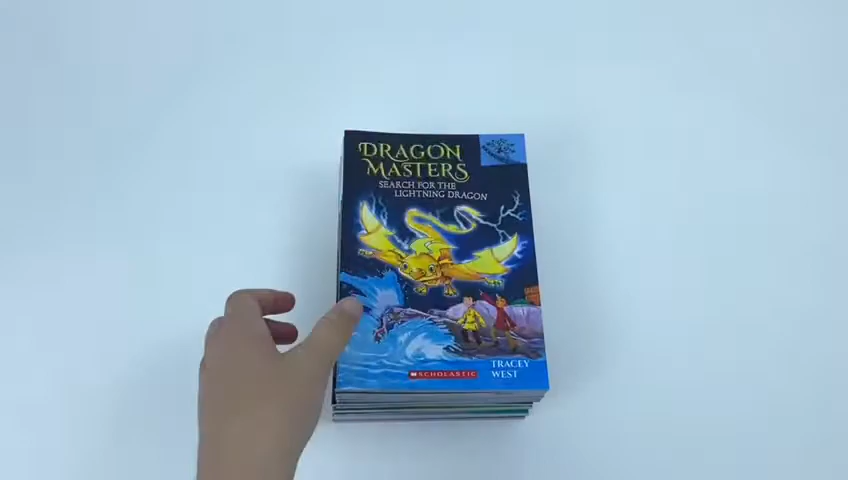 DRAGON
MASTERS
SEARCH FOR THE
LIGHTNING DRAGON
TRACEY
WEST
SCHOLASTIC